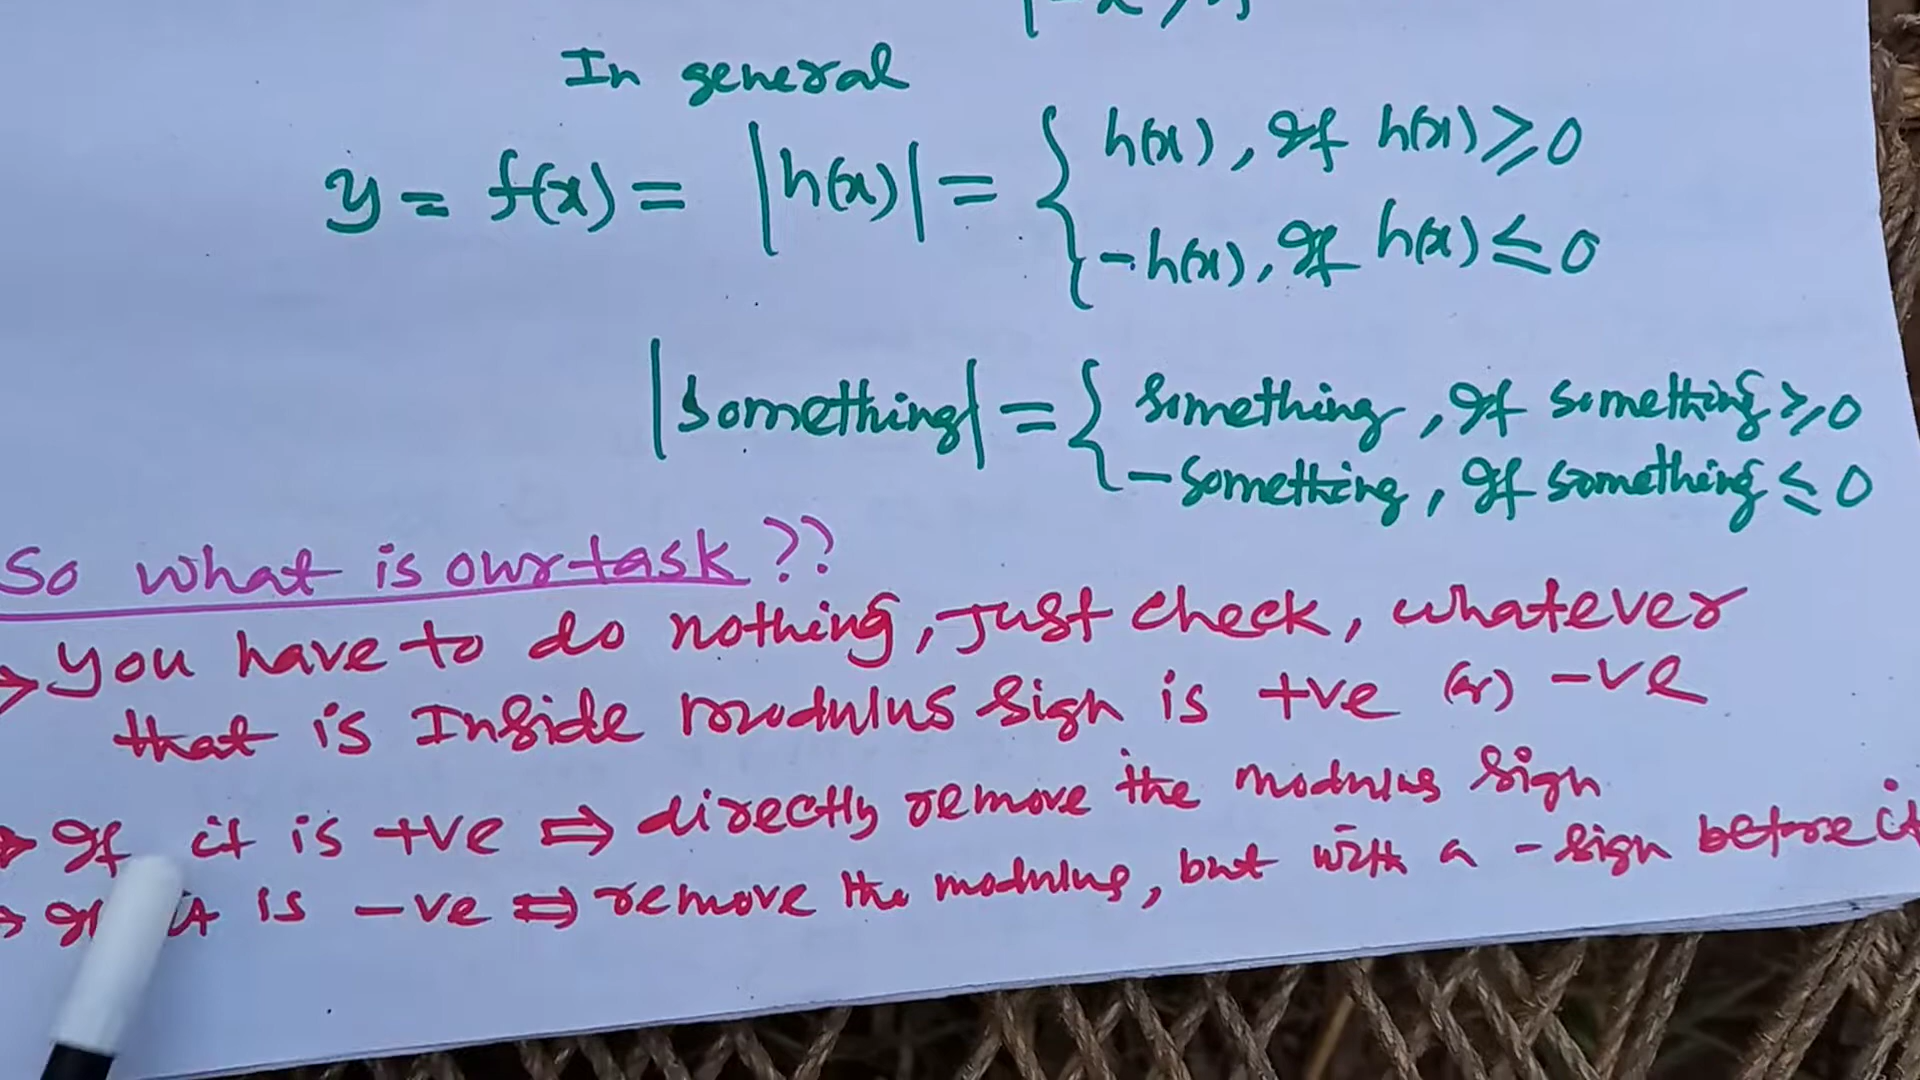 In general
y = f(x) = |h(x)| = { h(x), If h(x) ⩾ 0
-h(x), If h(x) ≤ 0
|something| = { something, If something ⩾ 0
-something, If something ≤ 0
So what is our task ??
→ you have to do nothing, Just check, whatever
that is Inside modulus sign is +ve (or) -ve
→ If it is +ve ⇒ directly remove the modulus sign
→ If it is -ve ⇒ remove the modulus, but with a - sign before it